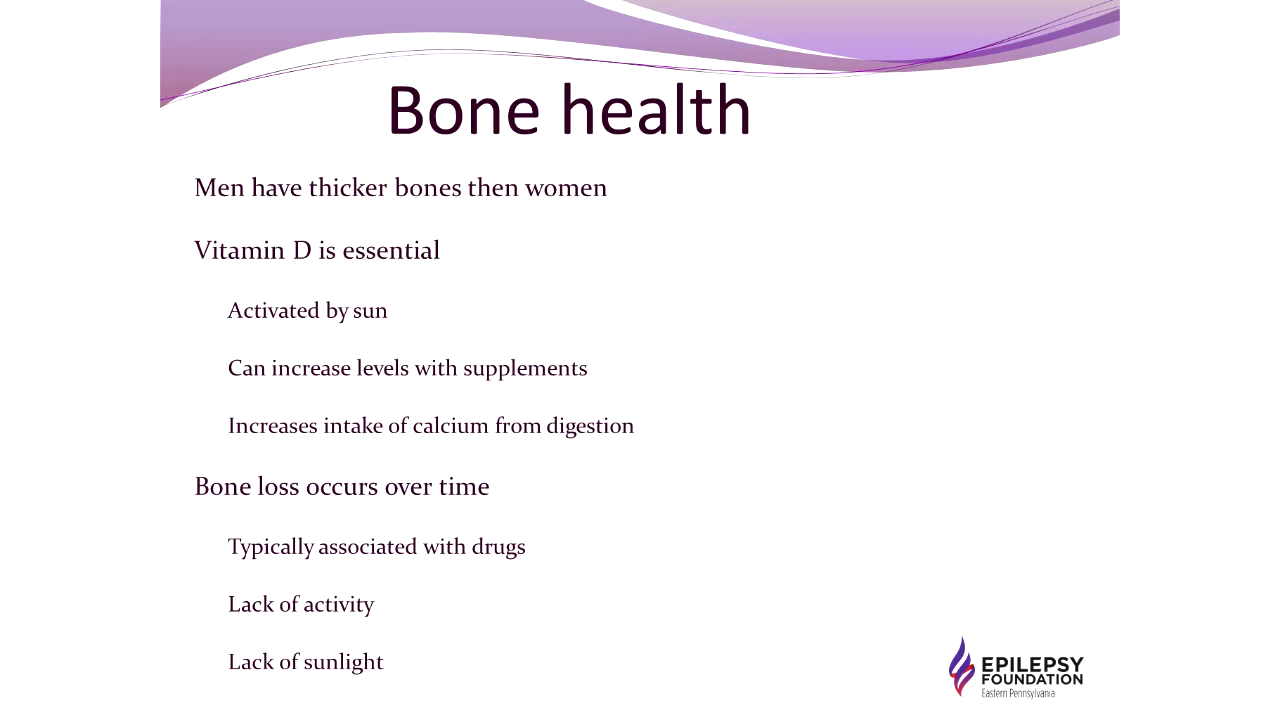 Bone health
Men have thicker bones then women
Vitamin D is essential
Activated by sun
Can increase levels with supplements
Increases intake of calcium from digestion
Bone loss occurs over time
Typically associated with drugs
Lack of activity
Lack of sunlight
EPILEPSY
FOUNDATION
Eastern Pennsylvania